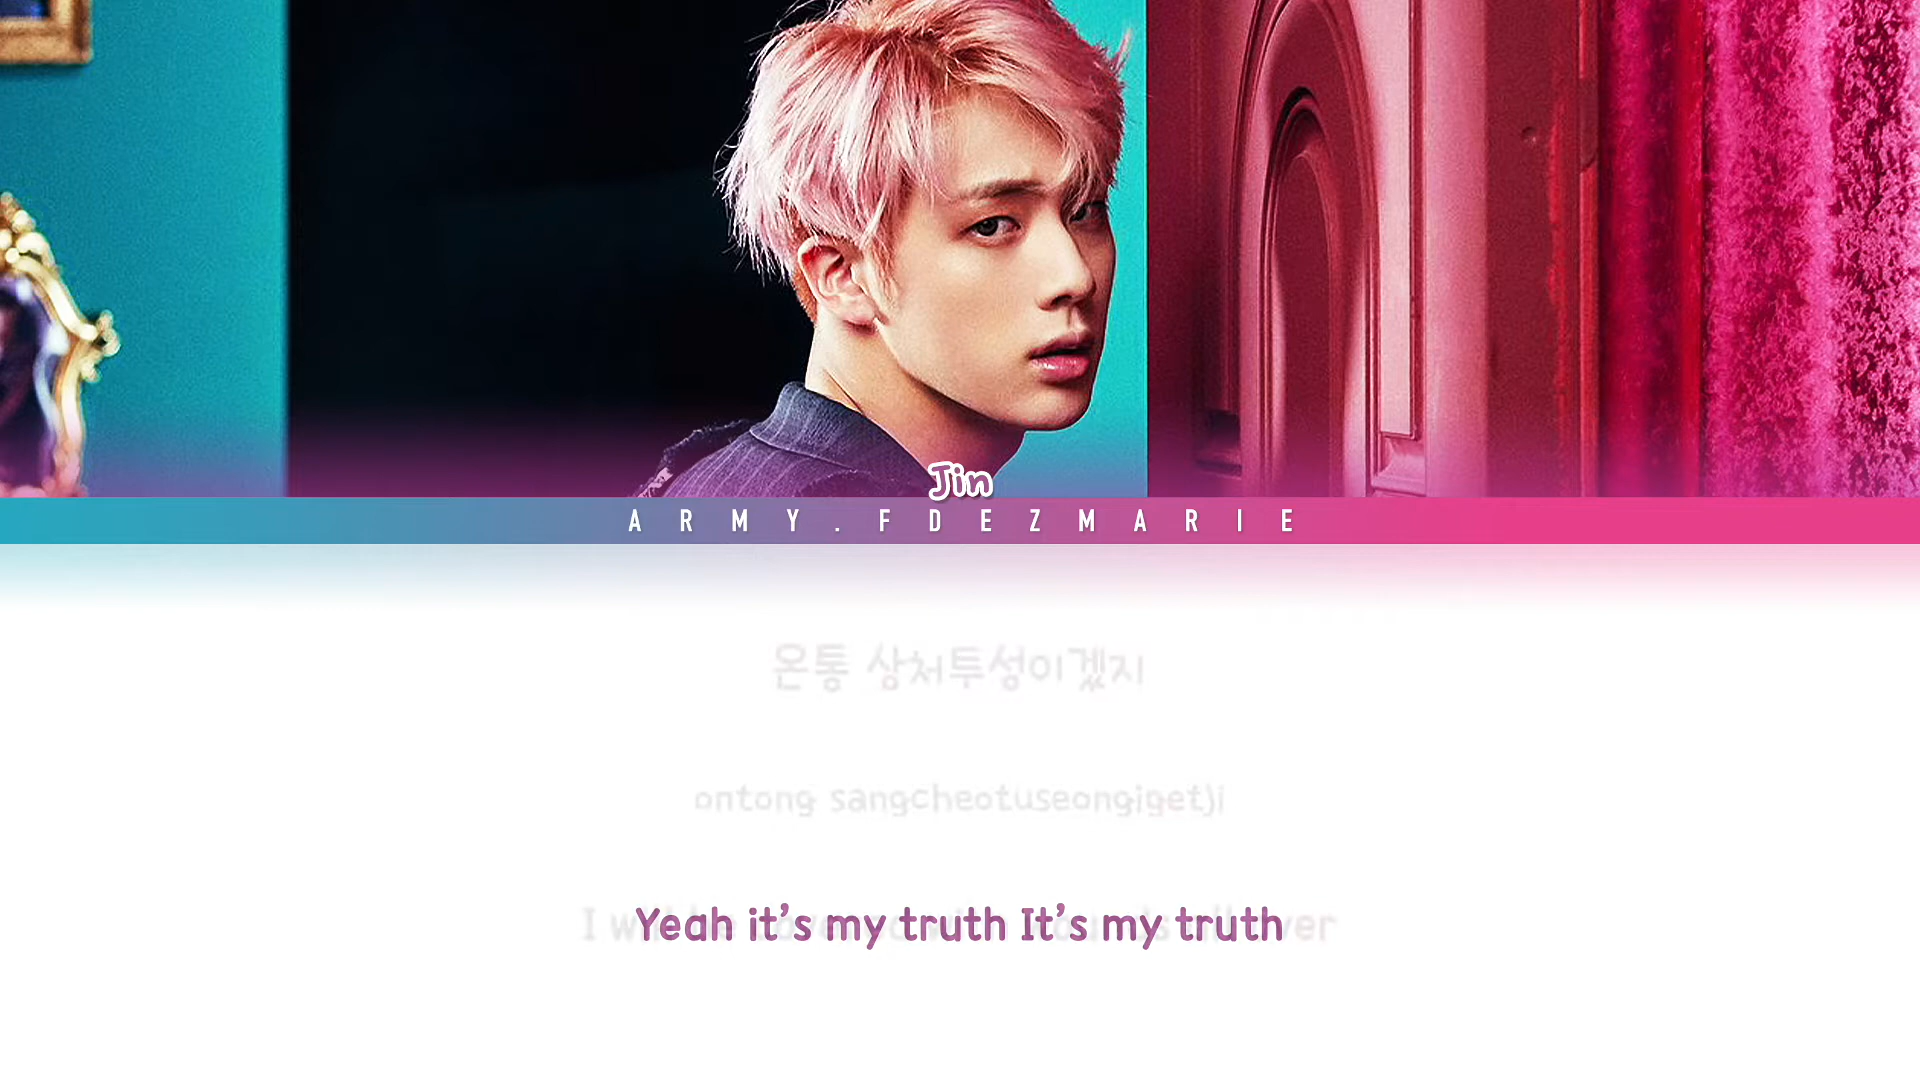 Jin
ARMY.FDEZMARIE
온통 상처투성이겠지
ontong sangcheotuseongigetji
Yeah it's my truth It's my truth